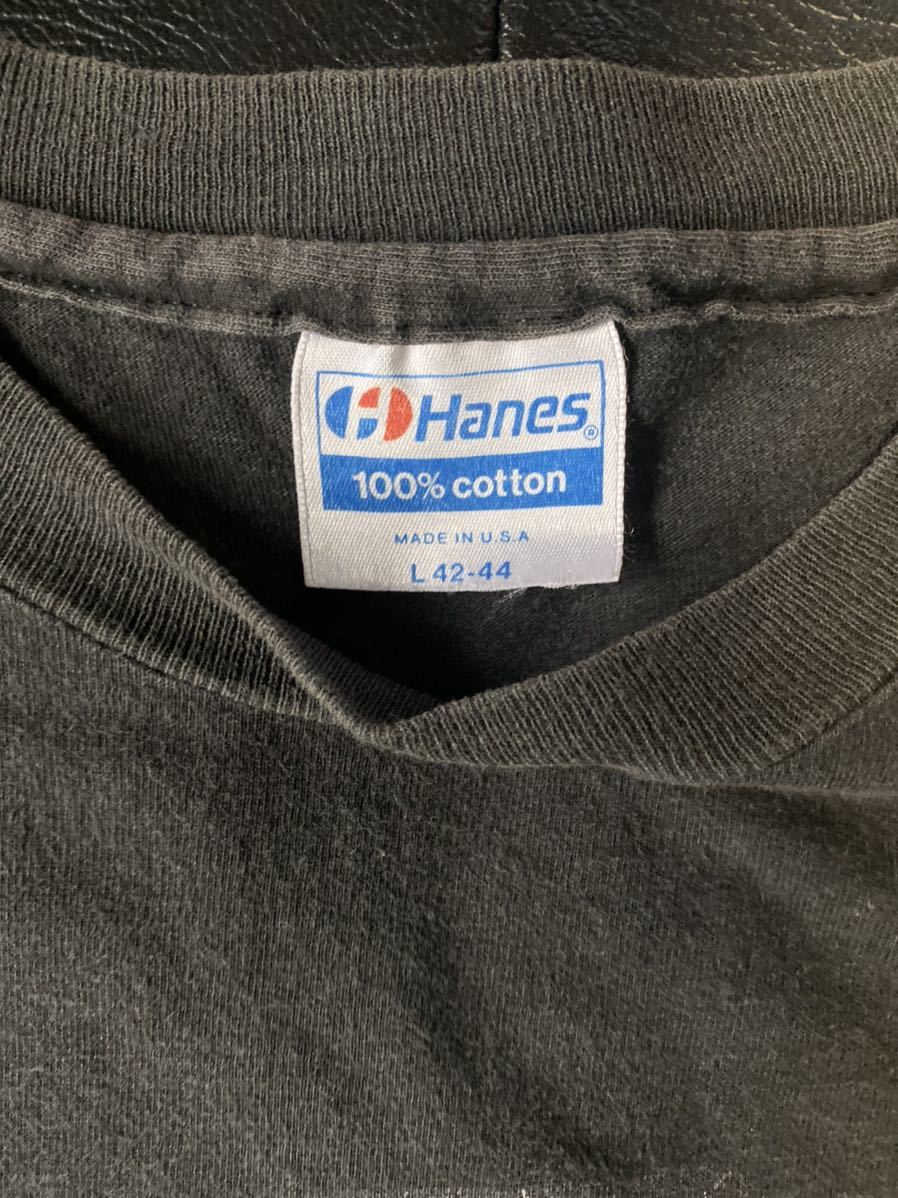 Hanes®
100% cotton
MADE IN U.S.A
L 42-44